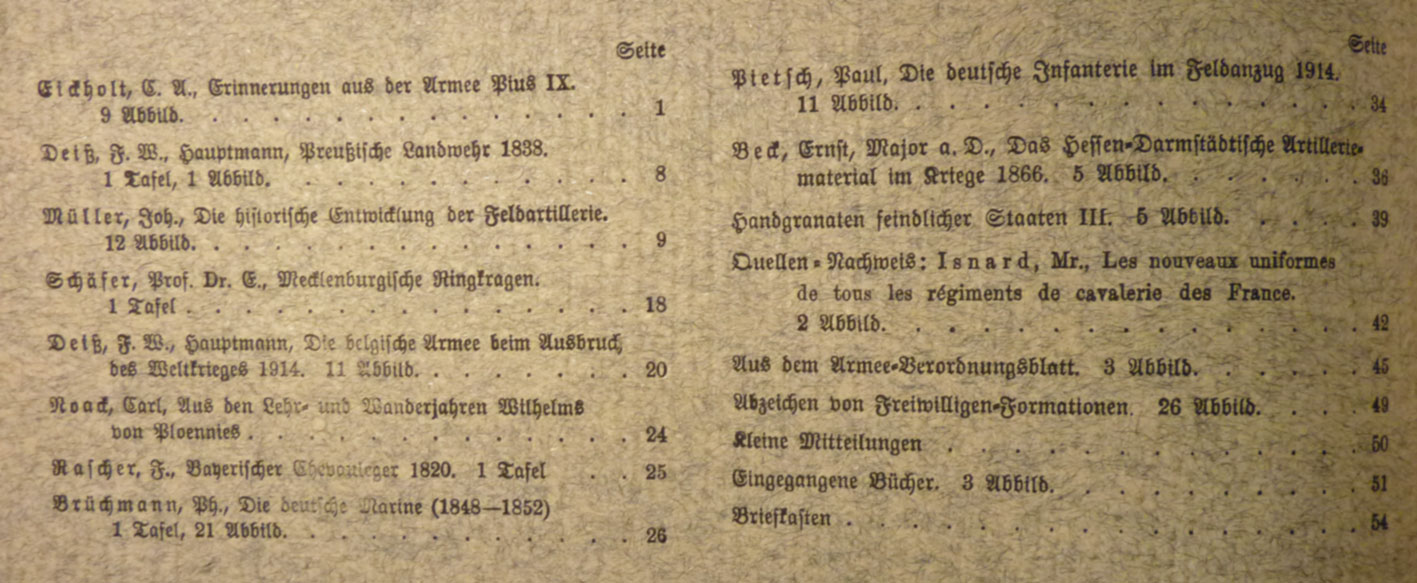 Seite
Eickholt, C. A., Erinnerungen aus der Armee Pius IX.
9 Abbild. . . . . . . . . . . . . . 1
Deiß, F. W., Hauptmann, Preußische Landwehr 1838.
1 Tafel, 1 Abbild. . . . . . . . . . . 8
Müller, Joh., Die historische Entwicklung der Feldartillerie.
12 Abbild. . . . . . . . . . . . . . 9
Schäfer, Prof. Dr. E., Mecklenburgische Ringkragen.
1 Tafel . . . . . . . . . . . . . . 18
Deiß, F. W., Hauptmann, Die belgische Armee beim Ausbruch
des Weltkrieges 1914. 11 Abbild. . . . . . . . 20
Noack, Carl, Aus den Lehr- und Wanderjahren Wilhelms
von Ploennies . . . . . . . . . . . . 24
Rascher, F., Bayerischer Chevauleger 1820. 1 Tafel . . . 25
Brüchmann, Ph., Die deutsche Marine (1848—1852)
1 Tafel, 21 Abbild. . . . . . . . . . . 26
Seite
Pietsch, Paul, Die deutsche Infanterie im Feldanzug 1914.
11 Abbild. . . . . . . . . . . . . . 34
Beck, Ernst, Major a. D., Das Hessen-Darmstädtische Artillerie-
material im Kriege 1866. 5 Abbild. . . . . . . 36
Handgranaten feindlicher Staaten III. 5 Abbild. . . . . 39
Quellen-Nachweis: Isnard, Mr., Les nouveaux uniformes
de tous les régiments de cavalerie des France.
2 Abbild. . . . . . . . . . . . . . 42
Aus dem Armee-Verordnungsblatt. 3 Abbild. . . . . . 45
Abzeichen von Freiwilligen-Formationen. 26 Abbild. . . . 49
Kleine Mitteilungen . . . . . . . . . . . 50
Eingegangene Bücher. 3 Abbild. . . . . . . . . 51
Briefkasten . . . . . . . . . . . . . . 54